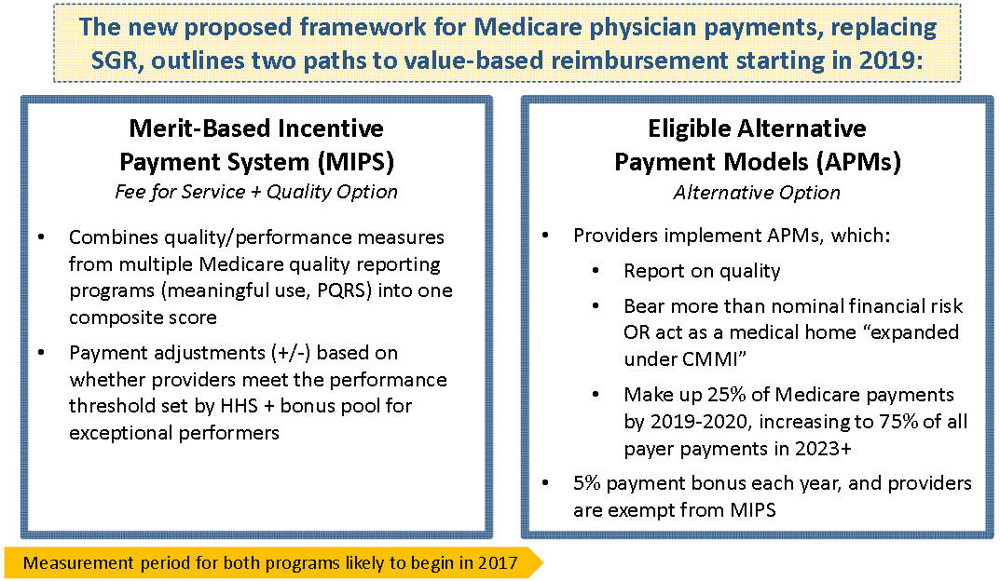 The new proposed framework for Medicare physician payments, replacing
SGR, outlines two paths to value-based reimbursement starting in 2019:
Merit-Based Incentive
Payment System (MIPS)
Fee for Service + Quality Option
• Combines quality/performance measures
from multiple Medicare quality reporting
programs (meaningful use, PQRS) into one
composite score
• Payment adjustments (+/-) based on
whether providers meet the performance
threshold set by HHS + bonus pool for
exceptional performers
Eligible Alternative
Payment Models (APMs)
Alternative Option
• Providers implement APMs, which:
• Report on quality
• Bear more than nominal financial risk
OR act as a medical home “expanded
under CMMI”
• Make up 25% of Medicare payments
by 2019-2020, increasing to 75% of all
payer payments in 2023+
• 5% payment bonus each year, and providers
are exempt from MIPS
Measurement period for both programs likely to begin in 2017